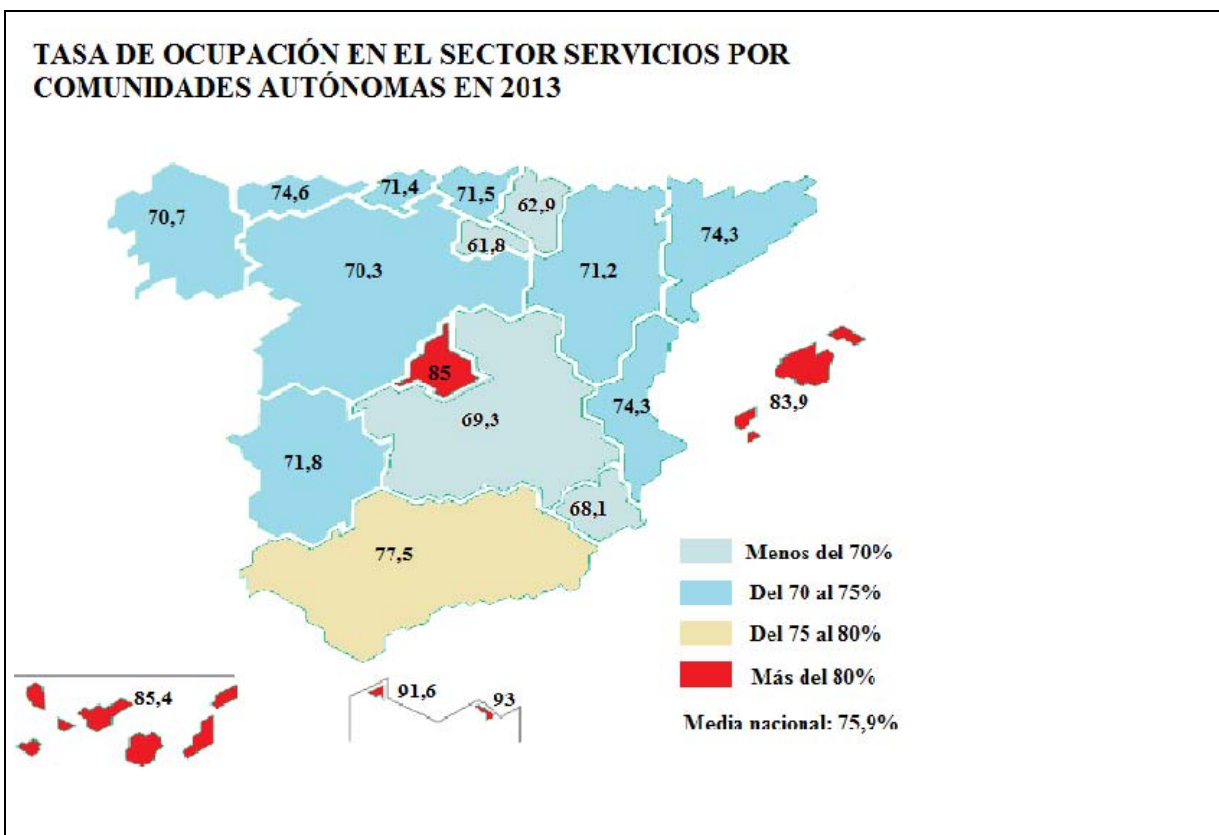 TASA DE OCUPACIÓN EN EL SECTOR SERVICIOS POR
COMUNIDADES AUTÓNOMAS EN 2013
70,7
74,6
71,4
71,5
62,9
61,8
70,3
71,2
74,3
85
69,3
74,3
83,9
71,8
68,1
77,5
85,4
91,6
93
Menos del 70%
Del 70 al 75%
Del 75 al 80%
Más del 80%
Media nacional: 75,9%